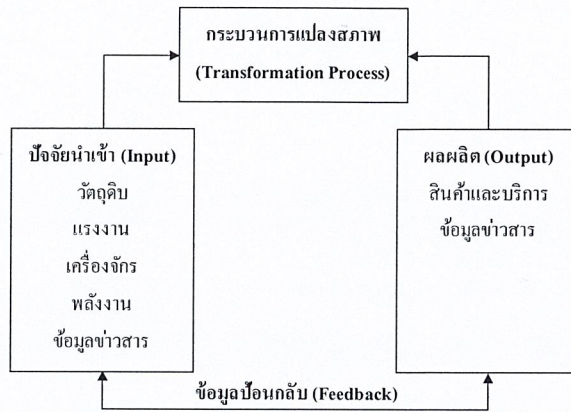 กระบวนการแปลงสภาพ
(Transformation Process)
ปัจจัยนำเข้า (Input)
วัตถุดิบ
แรงงาน
เครื่องจักร
พลังงาน
ข้อมูลข่าวสาร
ผลผลิต (Output)
สินค้าและบริการ
ข้อมูลข่าวสาร
ข้อมูลป้อนกลับ (Feedback)